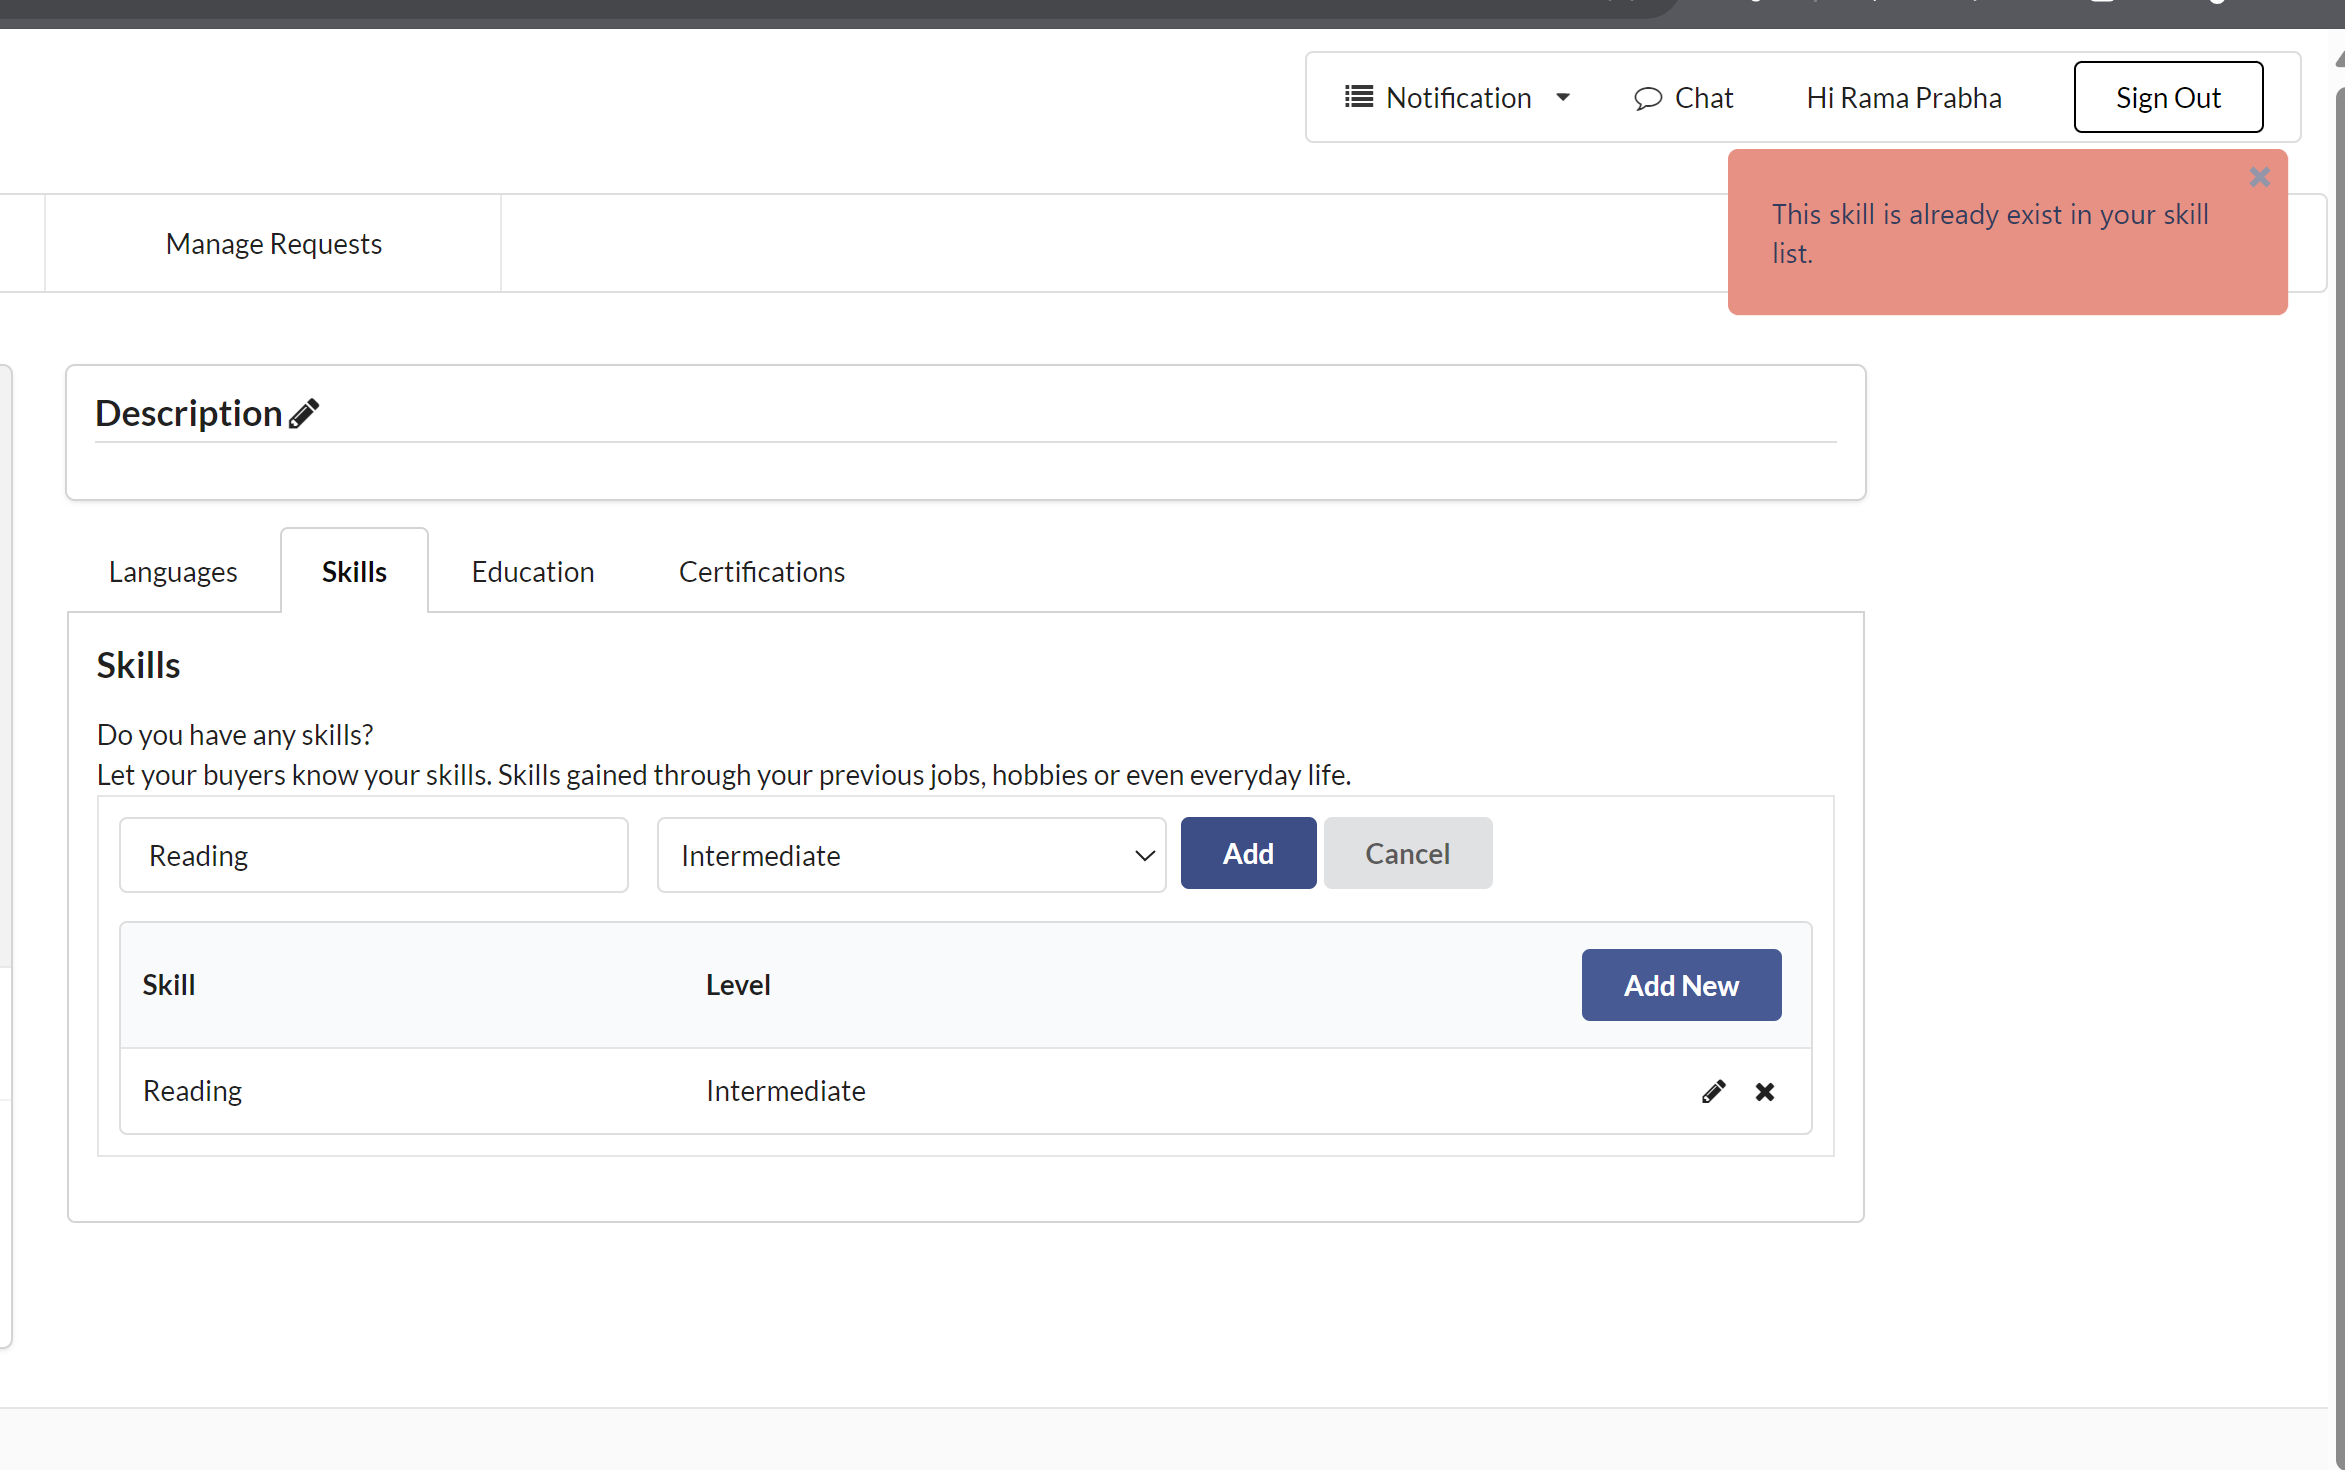 Notification
Chat
Hi Rama Prabha
Sign Out
This skill is already exist in your skill
list.
Manage Requests
Description
Languages
Skills
Education
Certifications
Skills
Do you have any skills?
Let your buyers know your skills. Skills gained through your previous jobs, hobbies or even everyday life.
Reading
Intermediate
Add
Cancel
Skill
Level
Add New
Reading
Intermediate